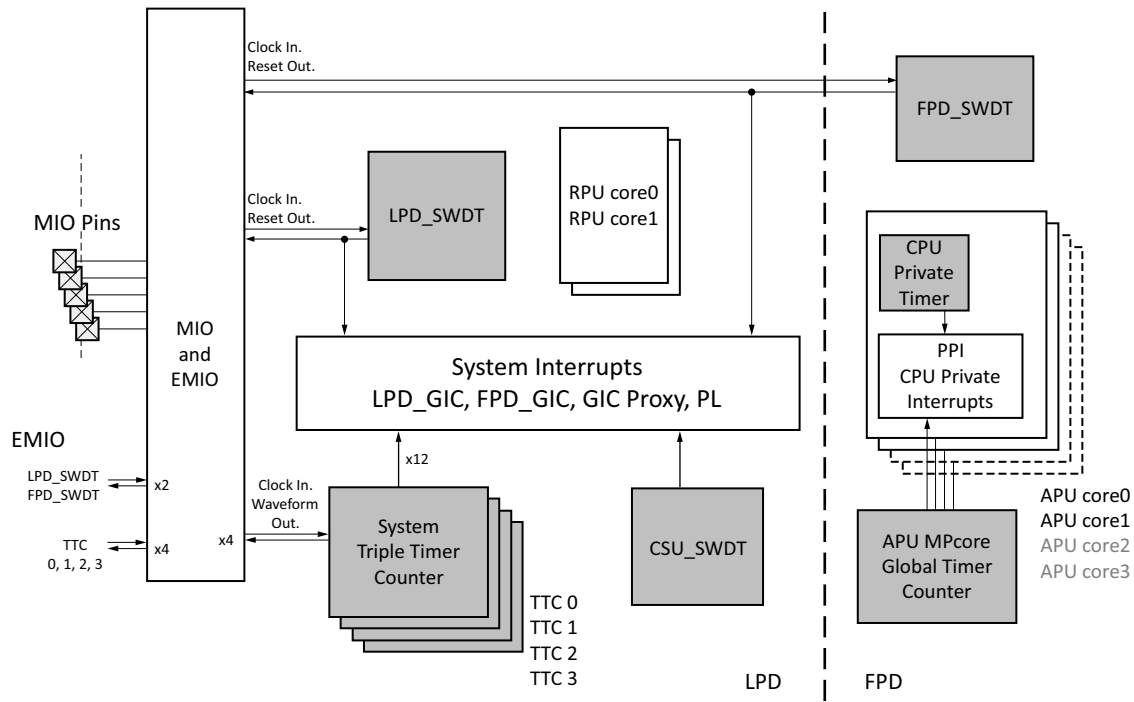 Clock In.
Reset Out.
FPD_SWDT
RPU core0
RPU core1
Clock In.
Reset Out.
LPD_SWDT
MIO Pins
MIO
and
EMIO
CPU
Private
Timer
PPI
CPU Private
Interrupts
System Interrupts
LPD_GIC, FPD_GIC, GIC Proxy, PL
EMIO
LPD_SWDT
FPD_SWDT
x2
TTC
0, 1, 2, 3
x4
x4
Clock In.
Waveform
Out.
x12
System
Triple Timer
Counter
TTC 0
TTC 1
TTC 2
TTC 3
CSU_SWDT
APU MPcore
Global Timer
Counter
APU core0
APU core1
APU core2
APU core3
LPD
FPD